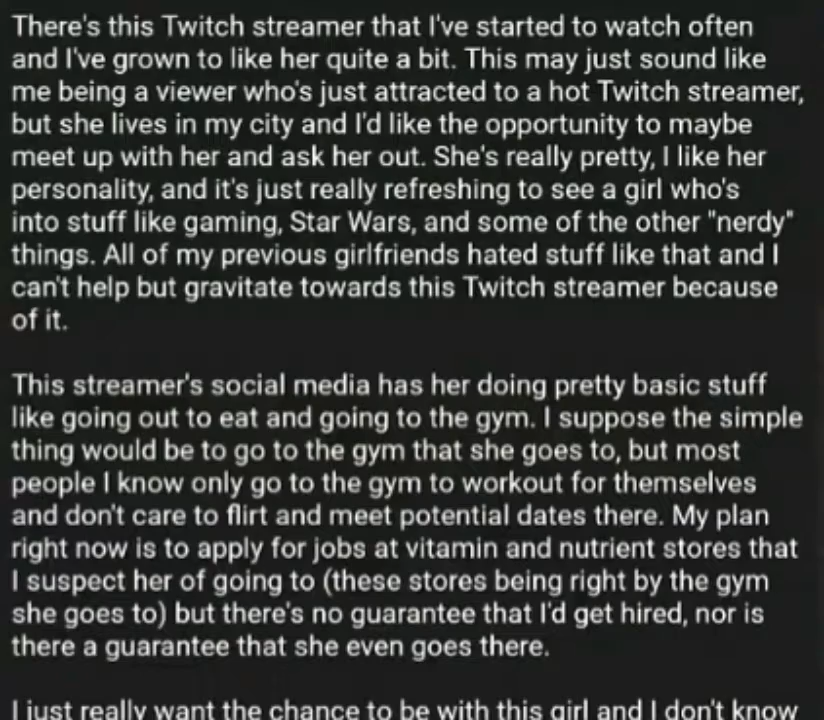 There's this Twitch streamer that I've started to watch often
and I've grown to like her quite a bit. This may just sound like
me being a viewer who's just attracted to a hot Twitch streamer,
but she lives in my city and I'd like the opportunity to maybe
meet up with her and ask her out. She's really pretty, I like her
personality, and it's just really refreshing to see a girl who's
into stuff like gaming, Star Wars, and some of the other "nerdy"
things. All of my previous girlfriends hated stuff like that and I
can't help but gravitate towards this Twitch streamer because
of it.
This streamer's social media has her doing pretty basic stuff
like going out to eat and going to the gym. I suppose the simple
thing would be to go to the gym that she goes to, but most
people I know only go to the gym to workout for themselves
and don't care to flirt and meet potential dates there. My plan
right now is to apply for jobs at vitamin and nutrient stores that
I suspect her of going to (these stores being right by the gym
she goes to) but there's no guarantee that I'd get hired, nor is
there a guarantee that she even goes there.
I just really want the chance to be with this girl and I don't know